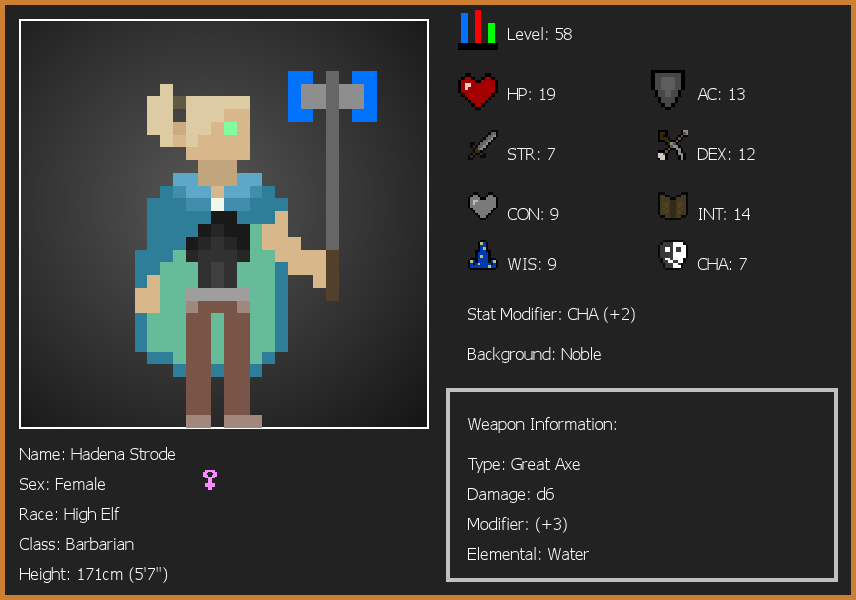 Level: 58
HP: 19
AC: 13
STR: 7
DEX: 12
CON: 9
INT: 14
WIS: 9
CHA: 7
Stat Modifier: CHA (+2)
Background: Noble
Weapon Information:
Type: Great Axe
Damage: d6
Modifier: (+3)
Elemental: Water
Name: Hadena Strode
Sex: Female
Race: High Elf
Class: Barbarian
Height: 171cm (5'7")